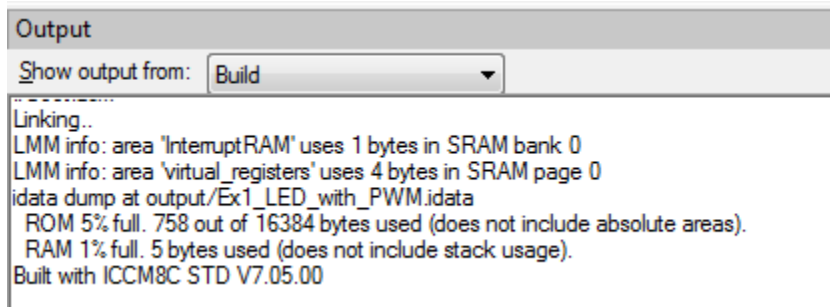 Output
Show output from: Build
Linking..
LMM info: area 'InterruptRAM' uses 1 bytes in SRAM bank 0
LMM info: area 'virtual_registers' uses 4 bytes in SRAM page 0
idata dump at output/Ex1_LED_with_PWM.idata
ROM 5% full. 758 out of 16384 bytes used (does not include absolute areas).
RAM 1% full. 5 bytes used (does not include stack usage).
Built with ICCM8C STD V7.05.00